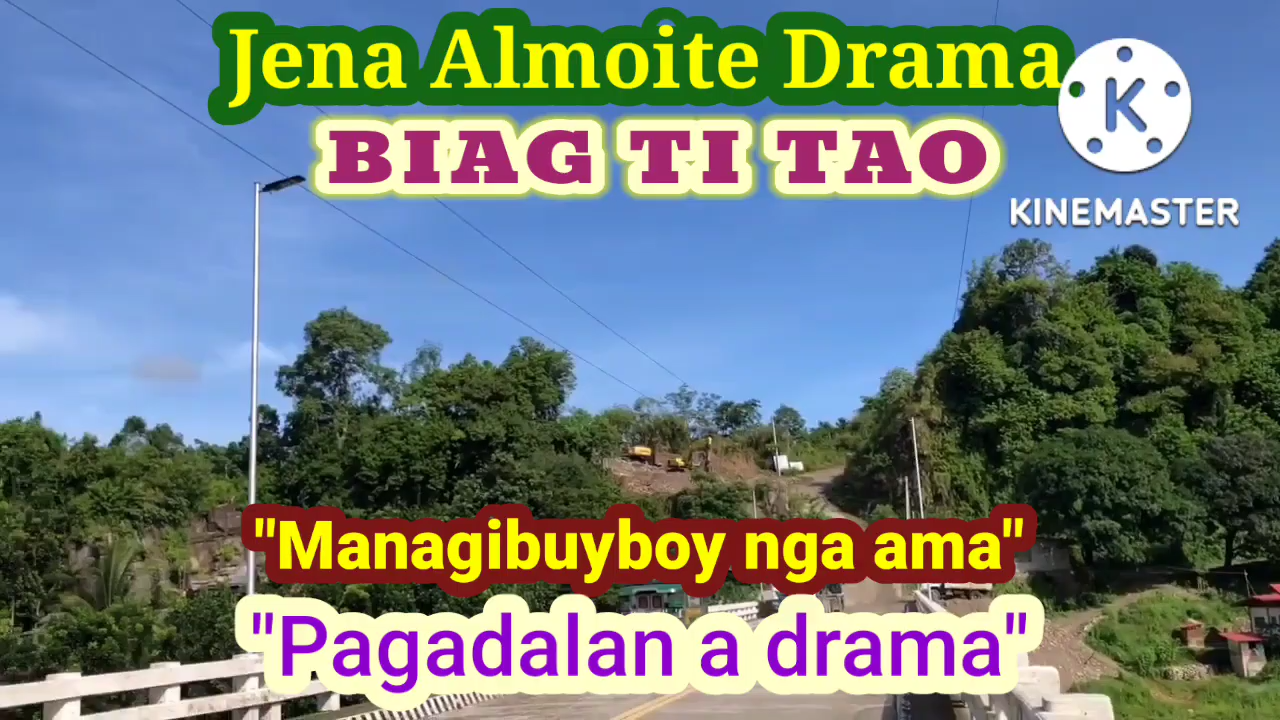 Jena Almoite Drama
BIAG TI TAO
K
KINEMASTER
"Managibuyboy nga ama"
"Pagadalan a drama"